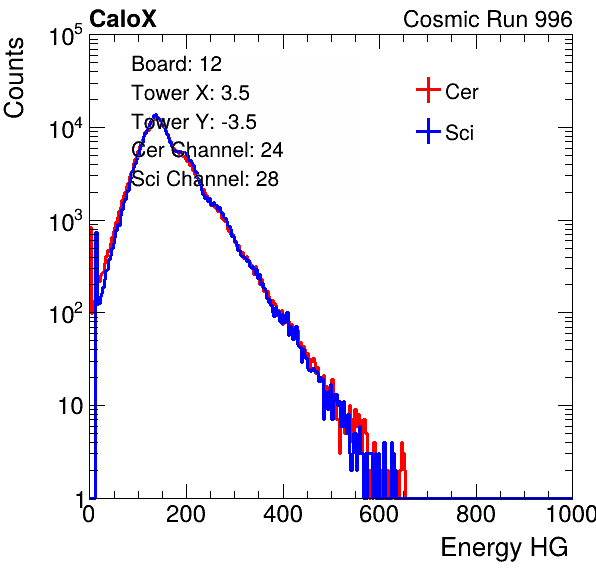 CaloX Cosmic Run 996
Counts
10^5
10^4
10^3
10^2
10
1
Board: 12
Tower X: 3.5
Tower Y: -3.5
Cer Channel: 24
Sci Channel: 28
Cer
Sci
0 200 400 600 800 1000
Energy HG